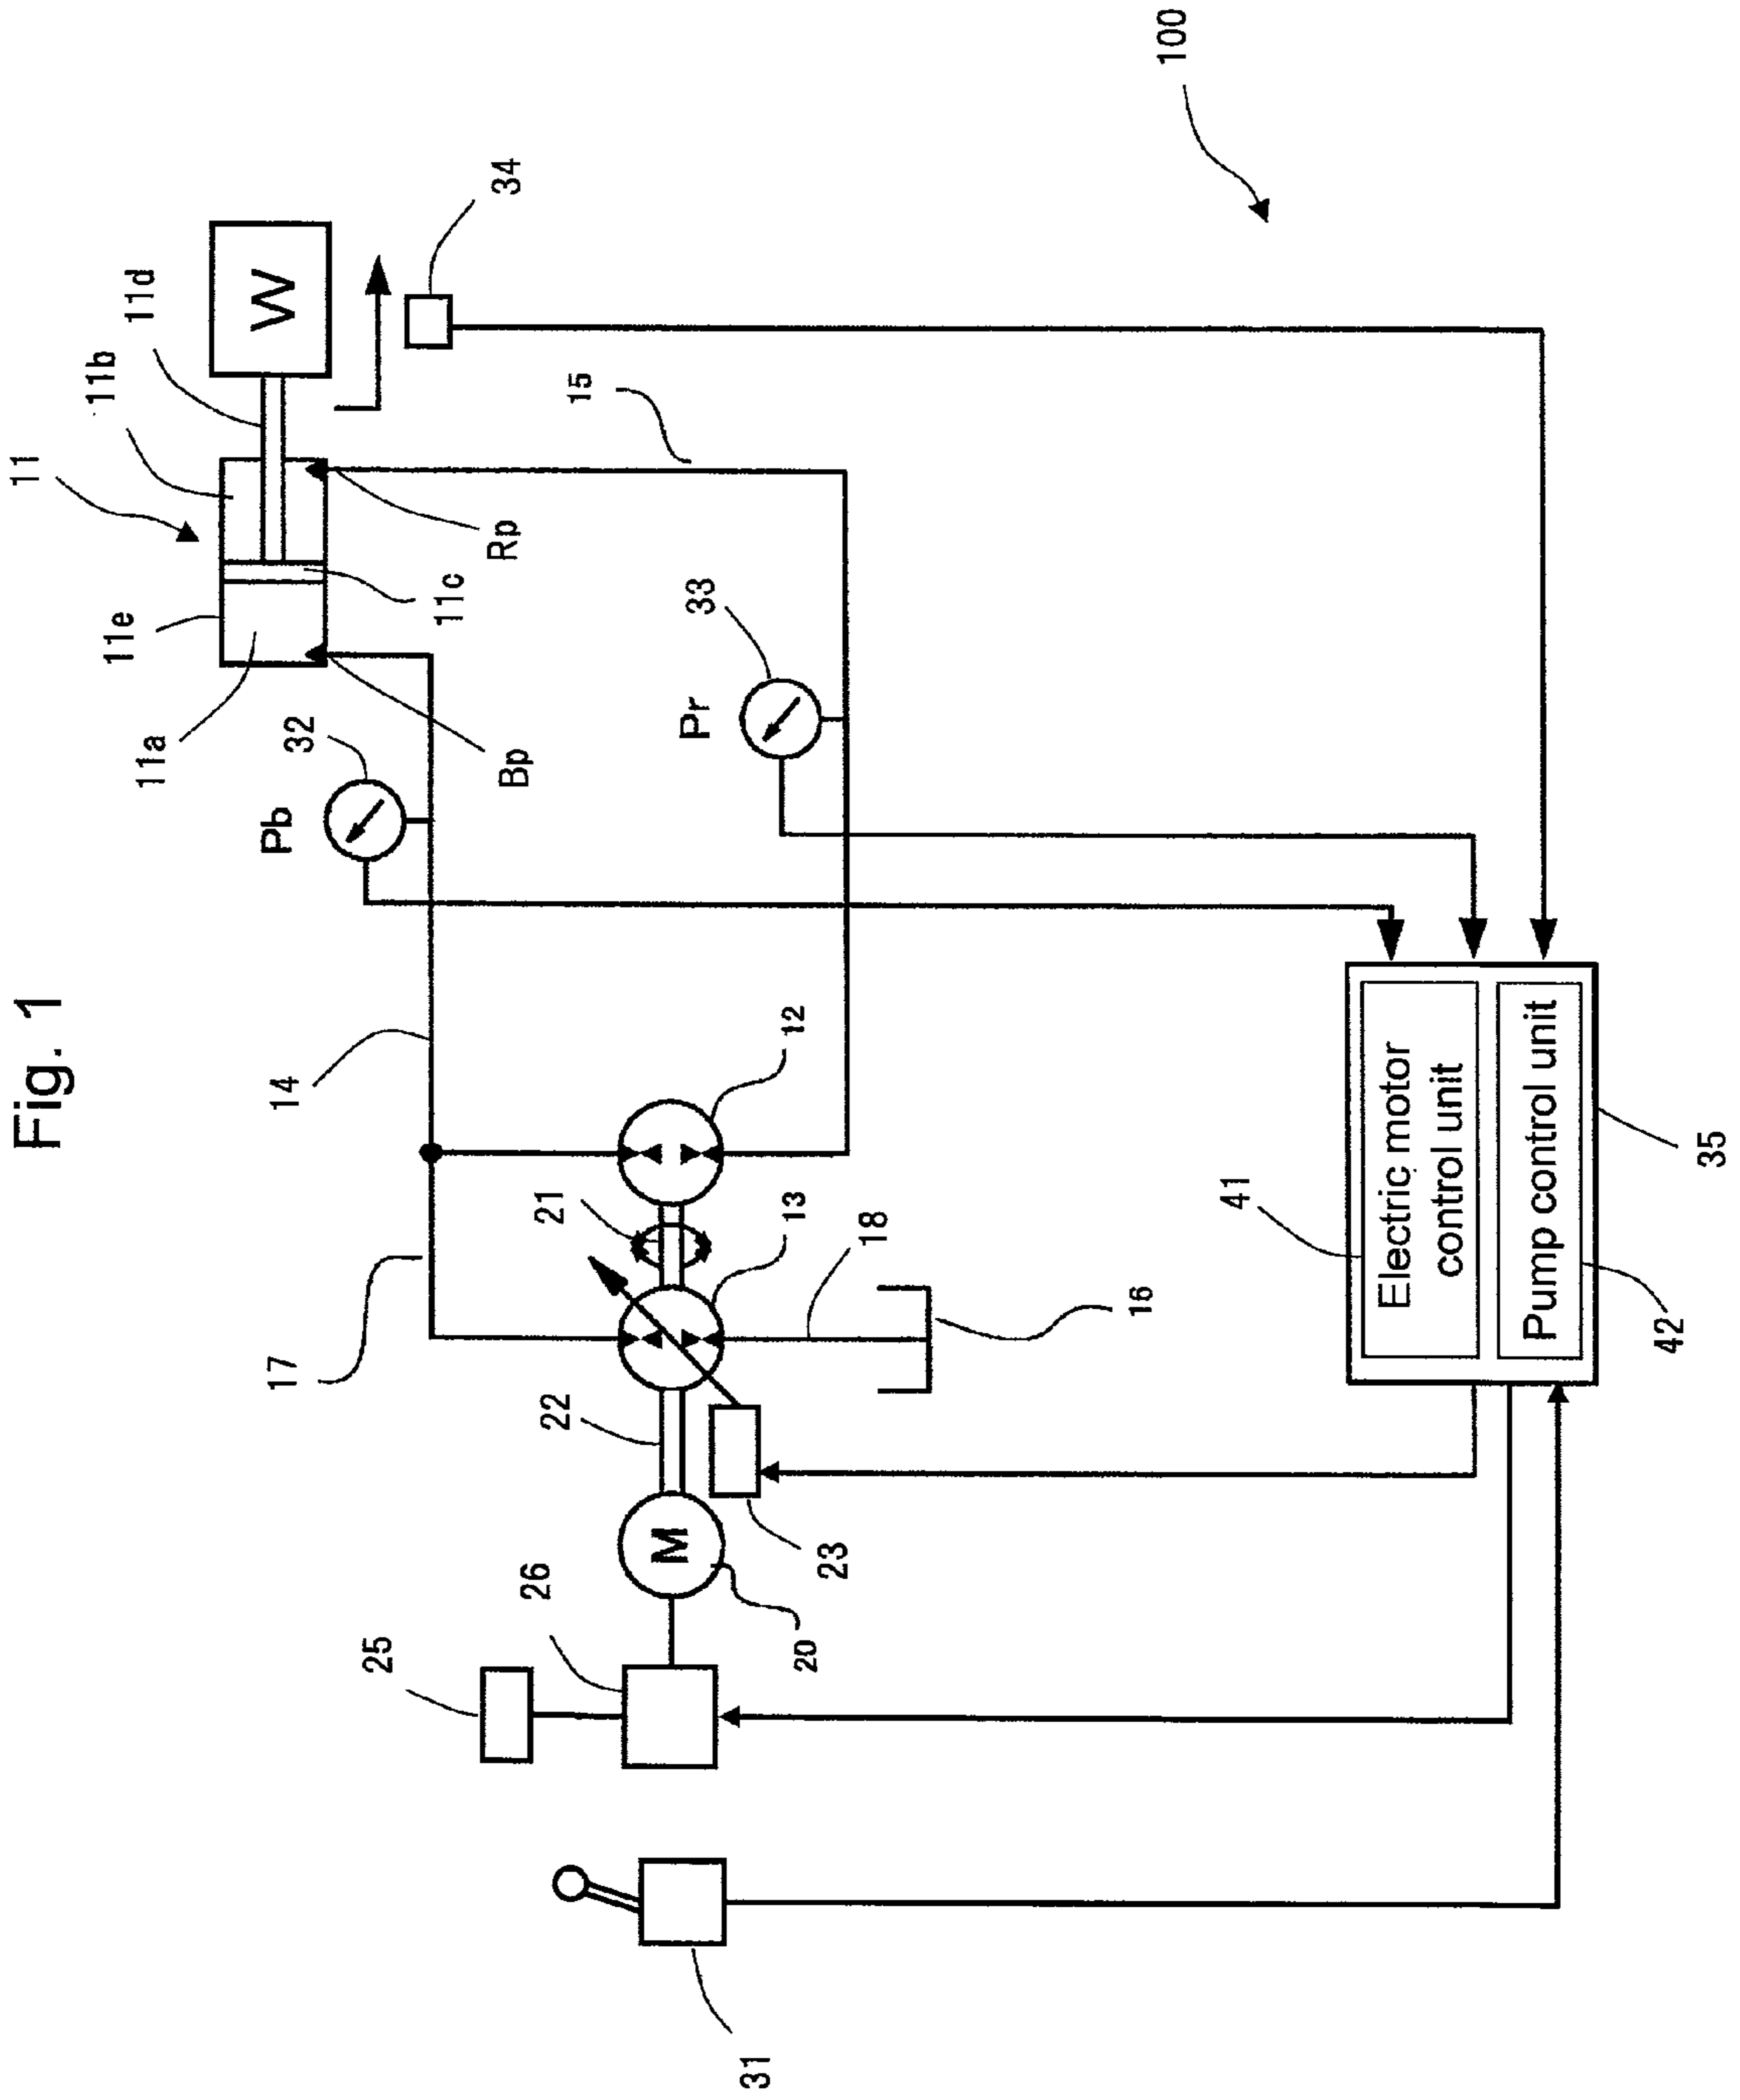 Fig. 1
100
11
11b
11d
34
11e
11a
11c
W
Rp
15
Pb
32
Bp
Pr
33
14
12
17
21
13
18
16
22
23
M
20
25
26
31
41
Electric motor
control unit
Pump control unit
42
35